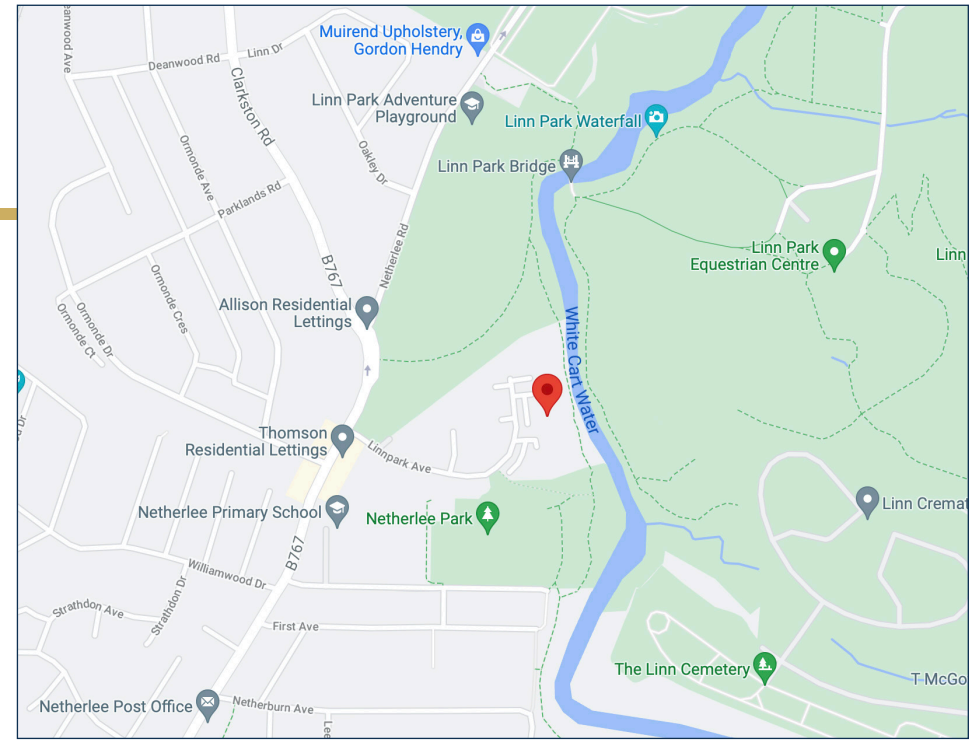 Muirend Upholstery,
Gordon Hendry
eanwood Ave
Deanwood Rd
Linn Dr
Clarkston Rd
Linn Park Adventure
Playground
Linn Park Waterfall
Ormonde Ave
Oakley Dr
Linn Park Bridge
Parklands Rd
Netherlee Rd
B767
Linn Park
Equestrian Centre
Linn
Ormonde Cres
Allison Residential
Lettings
Ormonde Dr
Ormonde Ct
White Cart Water
Thomson
Residential Lettings
Linnpark Ave
Netherlee Primary School
Netherlee Park
Linn Cremat
B767
Williamwood Dr
Strathdon Ave
Strathdon Dr
First Ave
The Linn Cemetery
T McGo
Netherlee Post Office
Netherburn Ave
Lee